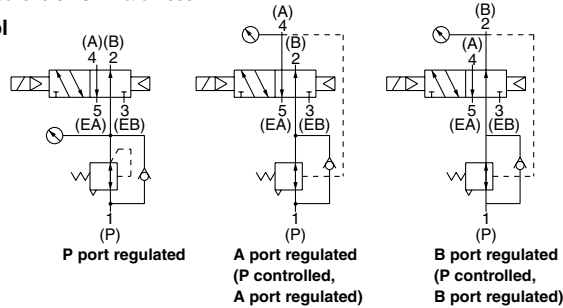 (A)(B)
4 2
5 3
(EA) (EB)
1
(P)
P port regulated
(A)
4
(B)
2
5 3
(EA) (EB)
1
(P)
A port regulated
(P controlled,
A port regulated)
(B)
2
(A)
4
5 3
(EA) (EB)
1
(P)
B port regulated
(P controlled,
B port regulated)